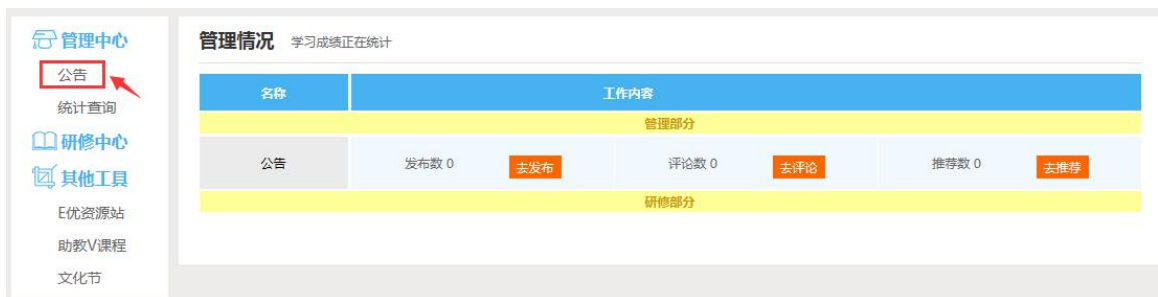 管理中心
公告
统计查询
研修中心
其他工具
E优资源站
助教V课程
文化节
管理情况 学习成绩正在统计
名称 工作内容
管理部分
公告 发布数 0 去发布 评论数 0 去评论 推荐数 0 去推荐
研修部分